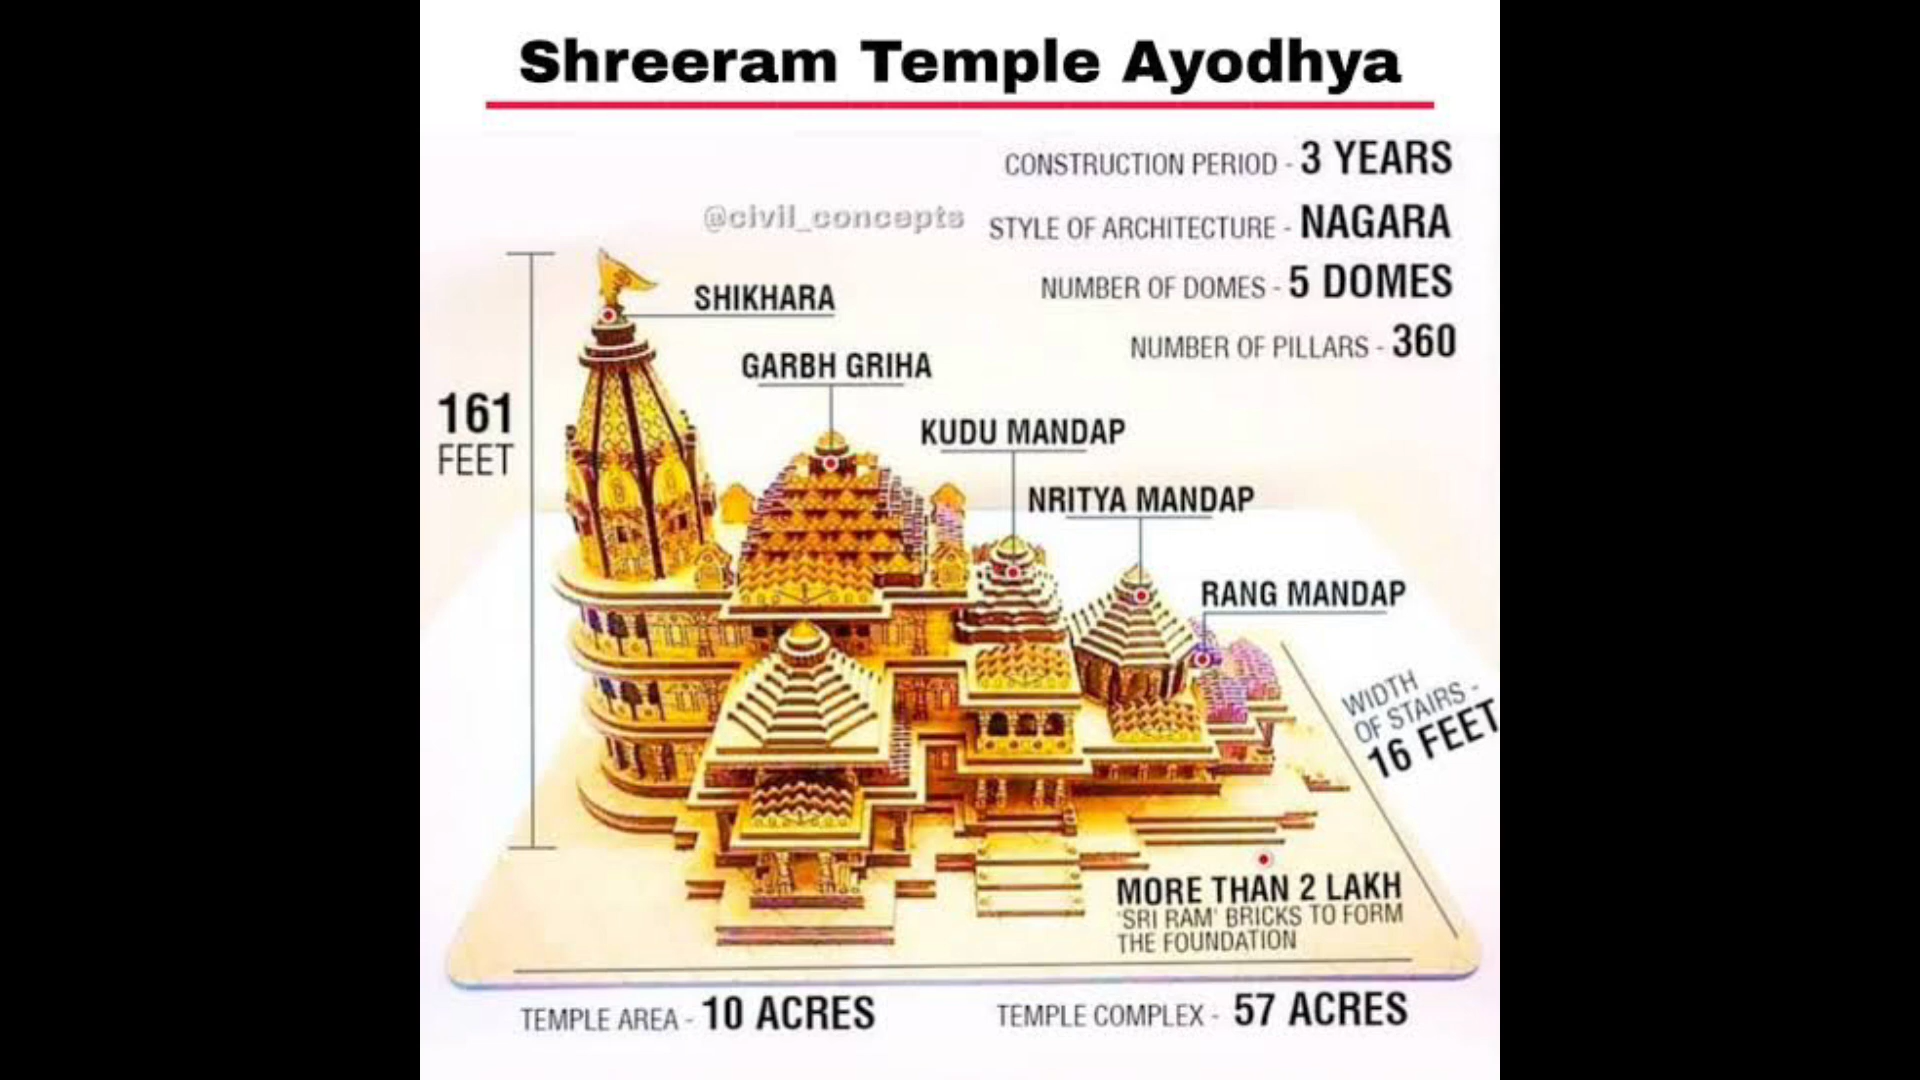 Shreeram Temple Ayodhya
CONSTRUCTION PERIOD - 3 YEARS
@civil_concepts
STYLE OF ARCHITECTURE - NAGARA
NUMBER OF DOMES - 5 DOMES
NUMBER OF PILLARS - 360
SHIKHARA
GARBH GRIHA
161
FEET
KUDU MANDAP
NRITYA MANDAP
RANG MANDAP
WIDTH
OF STAIRS -
16 FEET
MORE THAN 2 LAKH
'SRI RAM' BRICKS TO FORM
THE FOUNDATION
TEMPLE AREA - 10 ACRES
TEMPLE COMPLEX - 57 ACRES